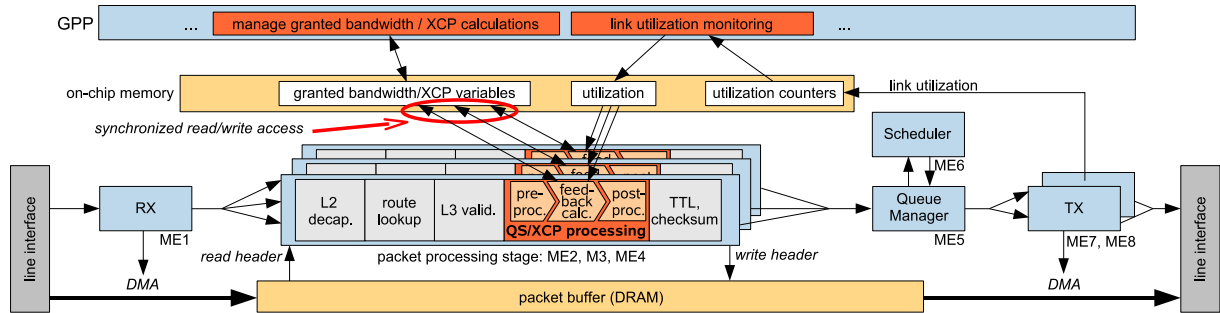 GPP
...
manage granted bandwidth / XCP calculations
link utilization monitoring
...
on-chip memory
granted bandwidth/XCP variables
utilization
utilization counters
link utilization
synchronized read/write access
Scheduler
ME6
line interface
RX
ME1
DMA
feed
post
feed
L2
decap.
route
lookup
L3 valid.
pre-
proc.
feed-
back
calc.
post-
proc.
QS/XCP processing
TTL,
checksum
read header
packet processing stage: ME2, M3, ME4
write header
Queue
Manager
ME5
TX
ME7, ME8
DMA
line interface
packet buffer (DRAM)